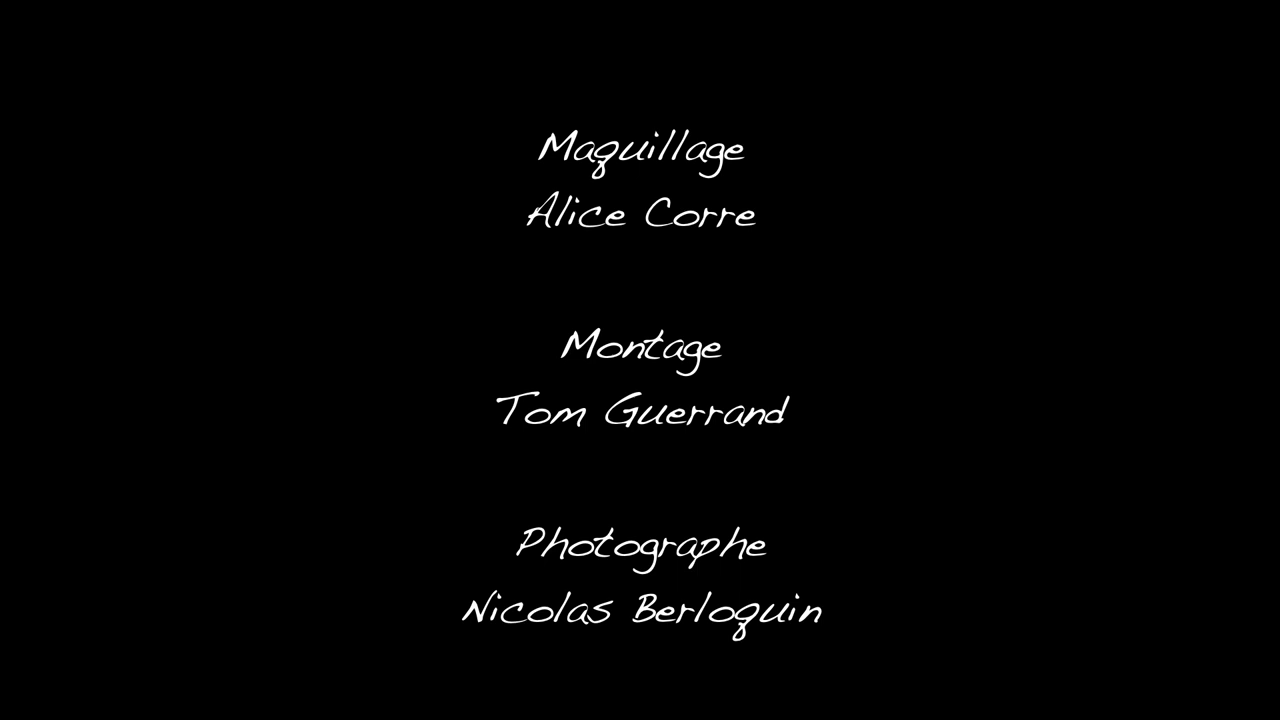 Maquillage
Alice Corre
Montage
Tom Guerrand
Photographe
Nicolas Berloquin